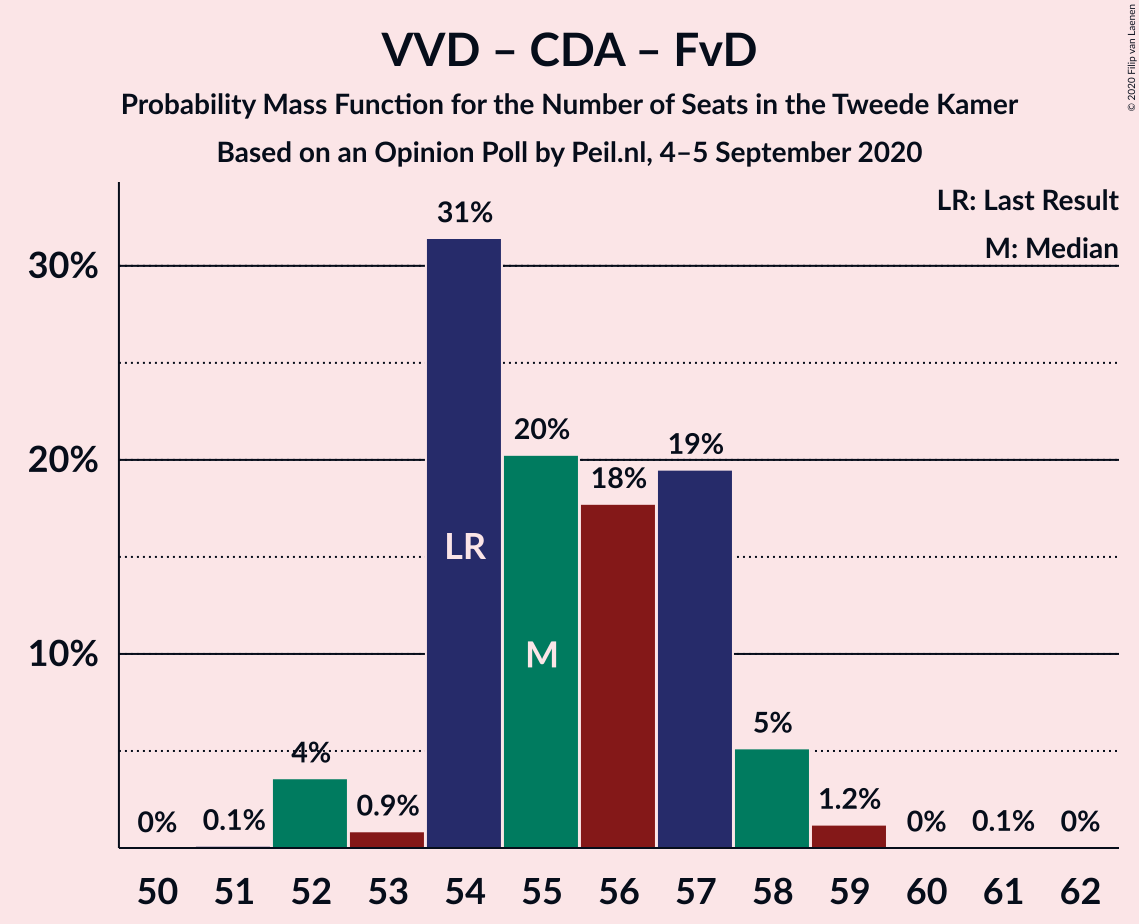 VVD – CDA – FvD
Probability Mass Function for the Number of Seats in the Tweede Kamer
Based on an Opinion Poll by Peil.nl, 4–5 September 2020
© 2020 Filip van Laenen
LR: Last Result
M: Median
30%
20%
10%
0%
0.1%
4%
0.9%
31%
20%
18%
19%
5%
1.2%
0%
0.1%
0%
LR
M
50 51 52 53 54 55 56 57 58 59 60 61 62